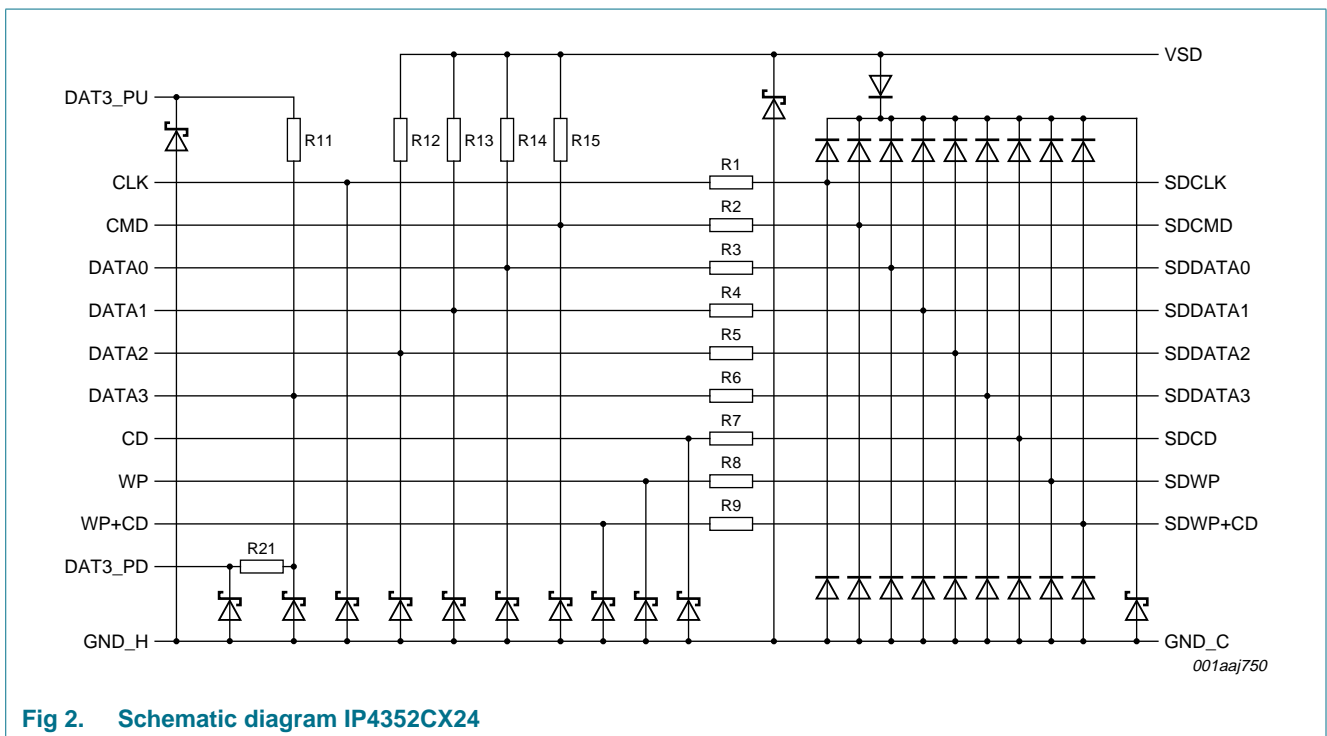 VSD
DAT3_PU
R11
R12
R13
R14
R15
CLK
R1
SDCLK
CMD
R2
SDCMD
DATA0
R3
SDDATA0
DATA1
R4
SDDATA1
DATA2
R5
SDDATA2
DATA3
R6
SDDATA3
CD
R7
SDCD
WP
R8
SDWP
WP+CD
R9
SDWP+CD
DAT3_PD
R21
GND_H
GND_C
001aaj750
Fig 2. Schematic diagram IP4352CX24